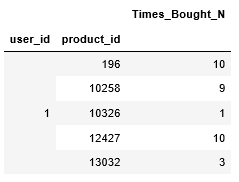 Times_Bought_N
user_id product_id
196 10
10258 9
1 10326 1
12427 10
13032 3